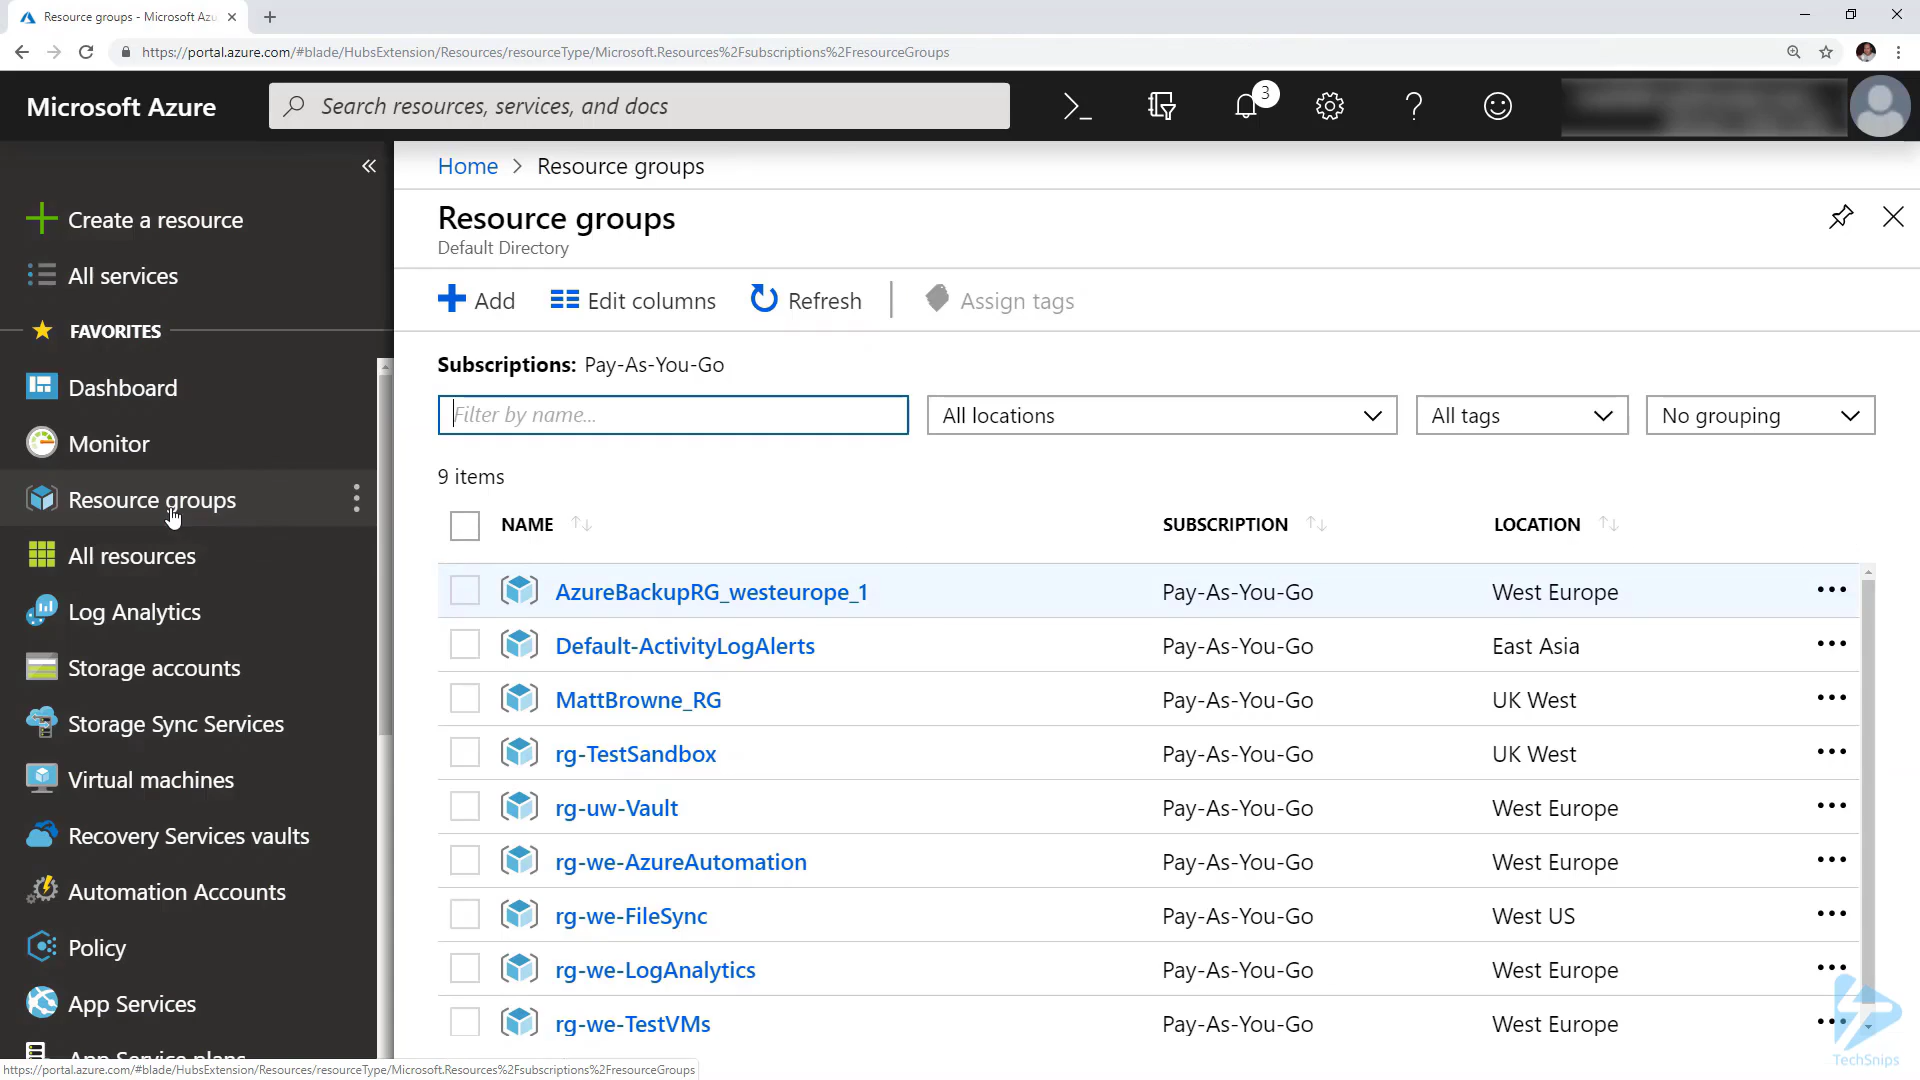 Resource groups - Microsoft Azu
https://portal.azure.com/#blade/HubsExtension/Resources/resourceType/Microsoft.Resources%2Fsubscriptions%2FresourceGroups
Microsoft Azure
Search resources, services, and docs
3
Create a resource
All services
FAVORITES
Dashboard
Monitor
Resource groups
All resources
Log Analytics
Storage accounts
Storage Sync Services
Virtual machines
Recovery Services vaults
Automation Accounts
Policy
App Services
App Service plans
Home > Resource groups
Resource groups
Default Directory
Add
Edit columns
Refresh
Assign tags
Subscriptions: Pay-As-You-Go
Filter by name...
All locations
All tags
No grouping
9 items
NAME SUBSCRIPTION LOCATION
AzureBackupRG_westeurope_1 Pay-As-You-Go West Europe
Default-ActivityLogAlerts Pay-As-You-Go East Asia
MattBrowne_RG Pay-As-You-Go UK West
rg-TestSandbox Pay-As-You-Go UK West
rg-uw-Vault Pay-As-You-Go West Europe
rg-we-AzureAutomation Pay-As-You-Go West Europe
rg-we-FileSync Pay-As-You-Go West US
rg-we-LogAnalytics Pay-As-You-Go West Europe
rg-we-TestVMs Pay-As-You-Go West Europe
TechSnips
https://portal.azure.com/#blade/HubsExtension/Resources/resourceType/Microsoft.Resources%2Fsubscriptions%2FresourceGroups